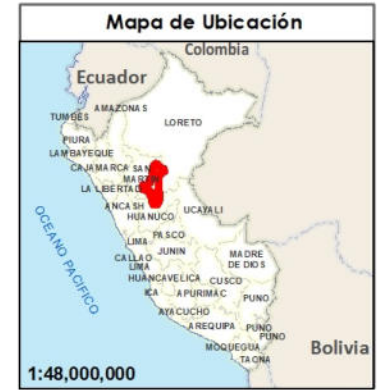 Mapa de Ubicación
Colombia
Ecuador
AMAZONAS
TUMBES
LORETO
PIURA
LAMBAYEQUE
CAJAMARCA SAN
MARTIN
LA LIBERTAD
ANCASH
HUANUCO
UCAYALI
PASCO
LIMA
JUNIN
CALLAO
LIMA
MADRE
DE DIOS
HUANCAVELICA
CUSCO
ICA
APURIMAC
PUNO
AYACUCHO
AREQUIPA
PUNO
PUNO
MOQUEGUA
TACNA
Bolivia
OCEANO PACIFICO
1:48,000,000